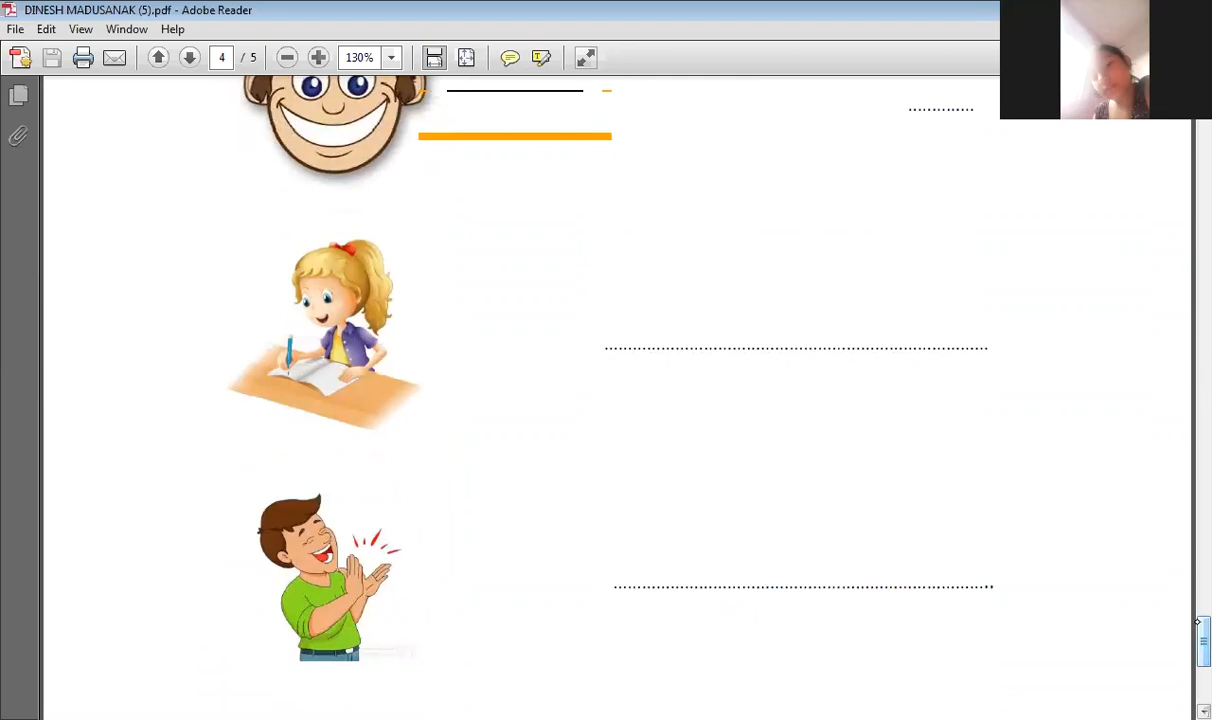 DINESH MADUSANAK (5).pdf - Adobe Reader
File Edit View Window Help
4 / 5 130%
..............
.................................................................................
.................................................................................